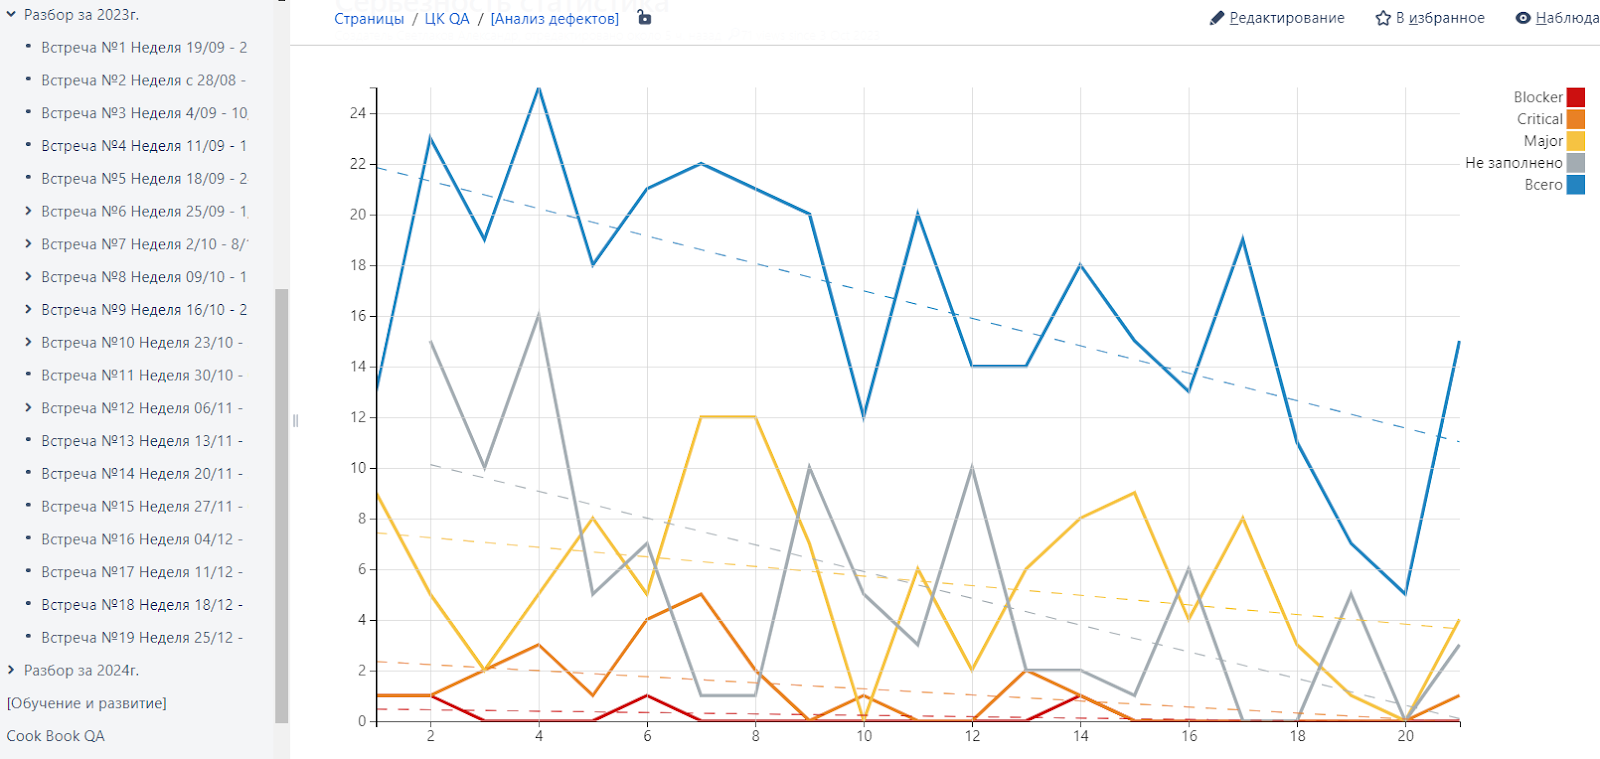 Разбор за 2023г.
Встреча №1 Неделя 19/09 - 2
Встреча №2 Неделя с 28/08 -
Встреча №3 Неделя 4/09 - 10
Встреча №4 Неделя 11/09 - 1
Встреча №5 Неделя 18/09 - 2
Встреча №6 Неделя 25/09 - 1
Встреча №7 Неделя 2/10 - 8/
Встреча №8 Неделя 09/10 - 1
Встреча №9 Неделя 16/10 - 2
Встреча №10 Неделя 23/10 -
Встреча №11 Неделя 30/10 -
Встреча №12 Неделя 06/11 -
Встреча №13 Неделя 13/11 -
Встреча №14 Неделя 20/11 -
Встреча №15 Неделя 27/11 -
Встреча №16 Неделя 04/12 -
Встреча №17 Неделя 11/12 -
Встреча №18 Неделя 18/12 -
Встреча №19 Неделя 25/12 -
Разбор за 2024г.
[Обучение и развитие]
Cook Book QA
Серьезность статистика
Страницы / ЦК QA / [Анализ дефектов]
Редактирование
В избранное
Наблюда
Blocker
Critical
Major
Не заполнено
Всего
24
22
20
18
16
14
12
10
8
6
4
2
0
2 4 6 8 10 12 14 16 18 20